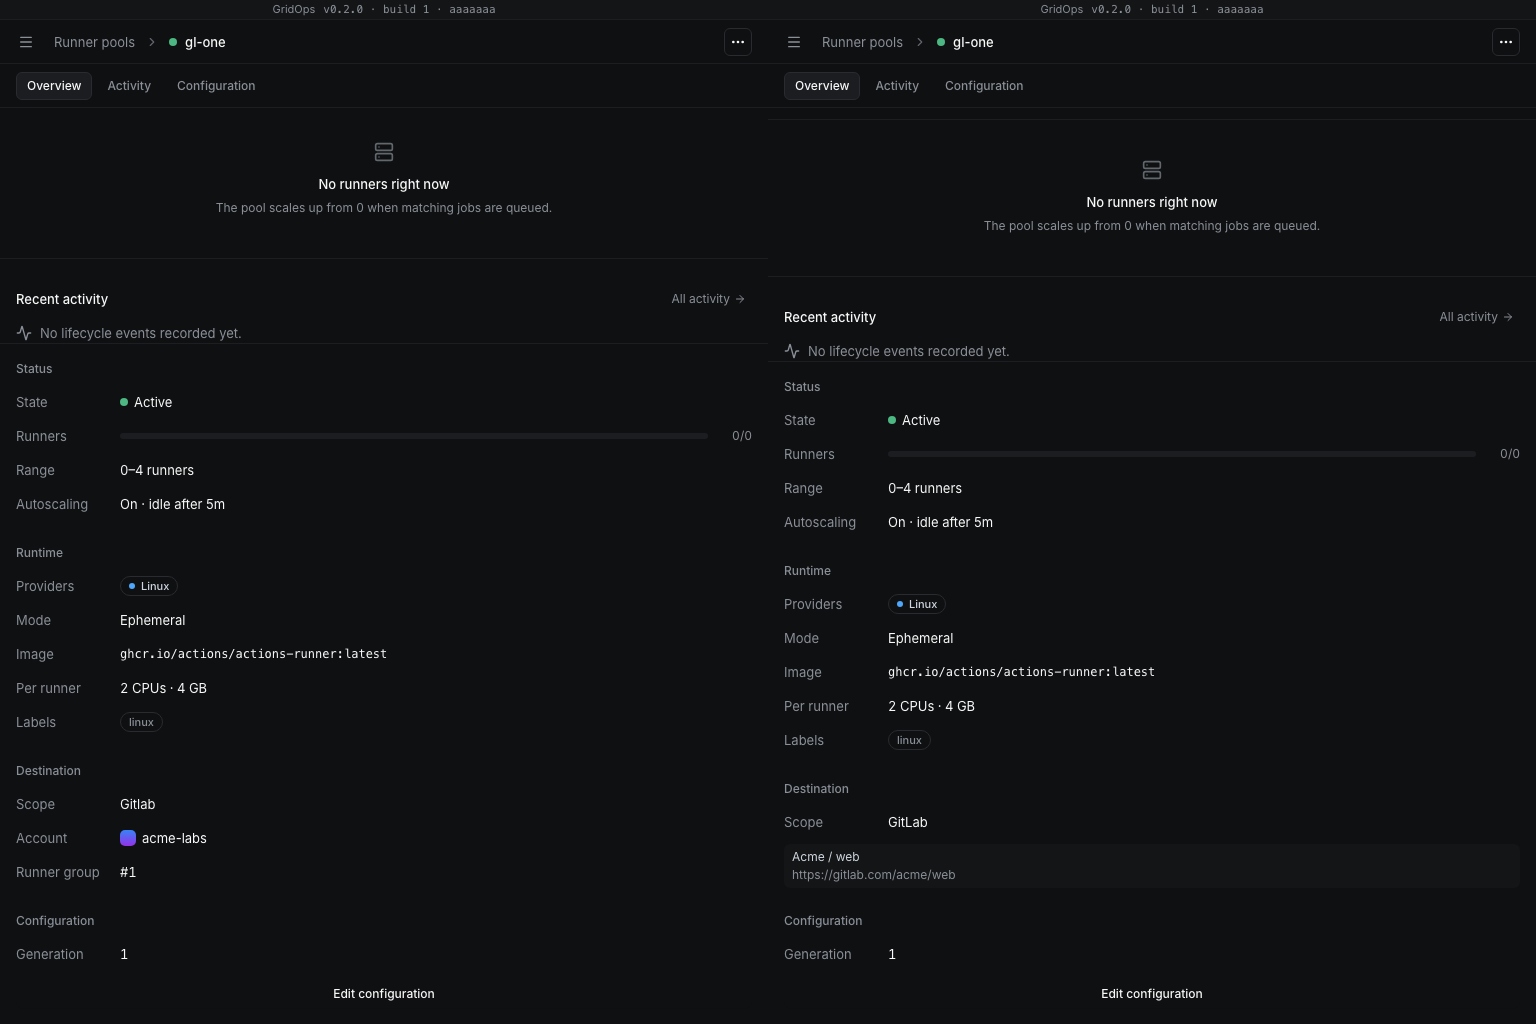 GridOps v0.2.0 · build 1 · aaaaaaa
Runner pools > gl-one
Overview Activity Configuration
No runners right now
The pool scales up from 0 when matching jobs are queued.
Recent activity All activity →
No lifecycle events recorded yet.
Status
State Active
Runners 0/0
Range 0–4 runners
Autoscaling On · idle after 5m
Runtime
Providers Linux
Mode Ephemeral
Image ghcr.io/actions/actions-runner:latest
Per runner 2 CPUs · 4 GB
Labels linux
Destination
Scope Gitlab
Account acme-labs
Runner group #1
Configuration
Generation 1
Edit configuration
GridOps v0.2.0 · build 1 · aaaaaaa
Runner pools > gl-one
Overview Activity Configuration
No runners right now
The pool scales up from 0 when matching jobs are queued.
Recent activity All activity →
No lifecycle events recorded yet.
Status
State Active
Runners 0/0
Range 0–4 runners
Autoscaling On · idle after 5m
Runtime
Providers Linux
Mode Ephemeral
Image ghcr.io/actions/actions-runner:latest
Per runner 2 CPUs · 4 GB
Labels linux
Destination
Scope GitLab
Acme / web
https://gitlab.com/acme/web
Configuration
Generation 1
Edit configuration